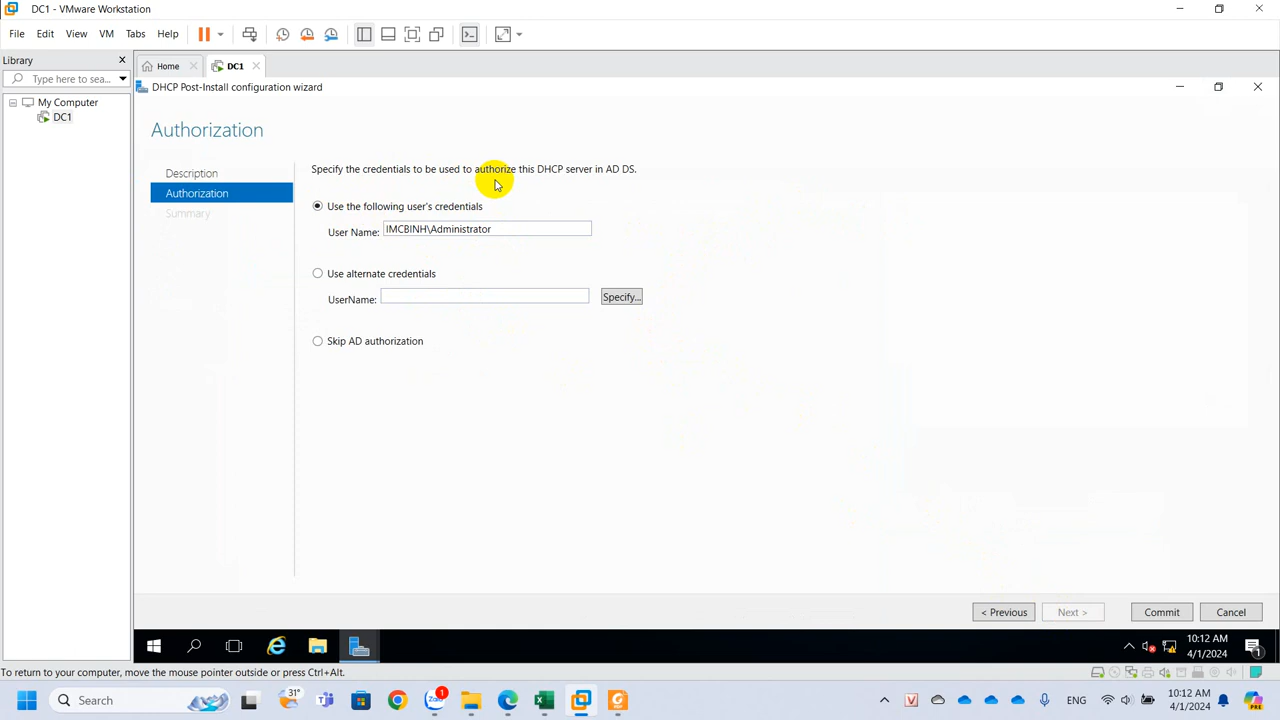 DC1 - VMware Workstation
File Edit View VM Tabs Help
Library
Home DC1
Type here to sea...
DHCP Post-Install configuration wizard
My Computer
DC1
Authorization
Description
Authorization
Summary
Specify the credentials to be used to authorize this DHCP server in AD DS.
Use the following user's credentials
User Name: IMCBINH\Administrator
Use alternate credentials
UserName: Specify...
Skip AD authorization
< Previous Next > Commit Cancel
10:12 AM
4/1/2024
1
To return to your computer, move the mouse pointer outside or press Ctrl+Alt.
Search
31°
Zalo
1
ENG
10:12 AM
4/1/2024
PRE